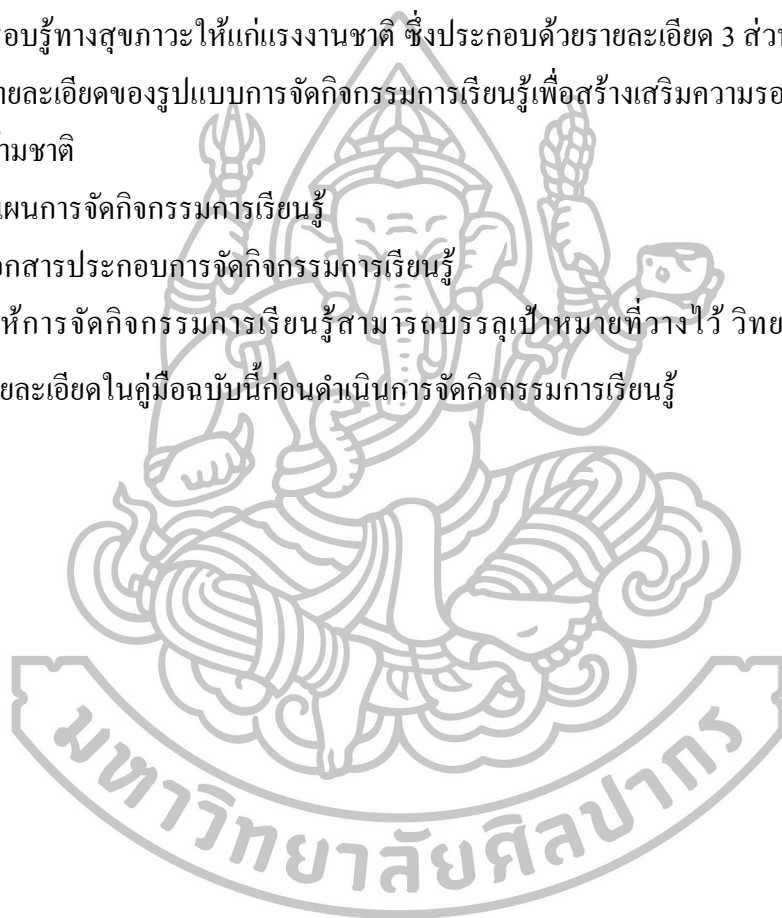 อบรู้ทางสุขภาวะให้แก่แรงงานชาติ ซึ่งประกอบด้วยรายละเอียด 3 ส่ว
ายละเอียดของรูปแบบการจัดกิจกรรมการเรียนรู้เพื่อสร้างเสริมความรอ
ามชาติ
แผนการจัดกิจกรรมการเรียนรู้
อกสารประกอบการจัดกิจกรรมการเรียนรู้
ห้การจัดกิจกรรมการเรียนรู้สามารถบรรลุเป้าหมายที่วางไว้ วิทย
ยละเอียดในคู่มือฉบับนี้ก่อนดำเนินการจัดกิจกรรมการเรียนรู้
มหาวิทยาลัยศิลปากร